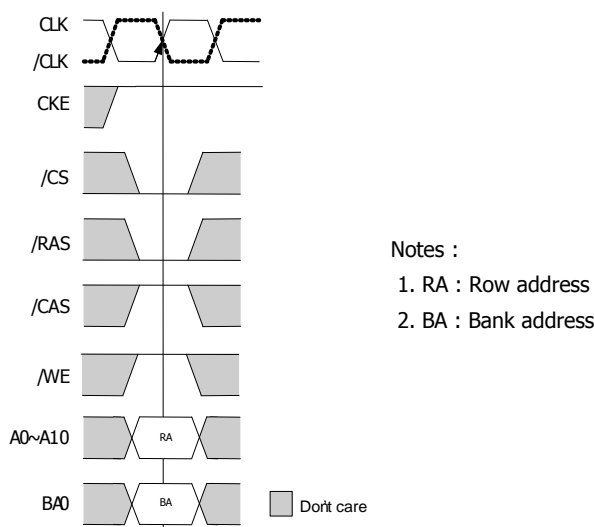 CLK
/CLK
CKE
/CS
/RAS
/CAS
/WE
A0~A10
RA
BA0
BA
Don't care
Notes :
1. RA : Row address
2. BA : Bank address